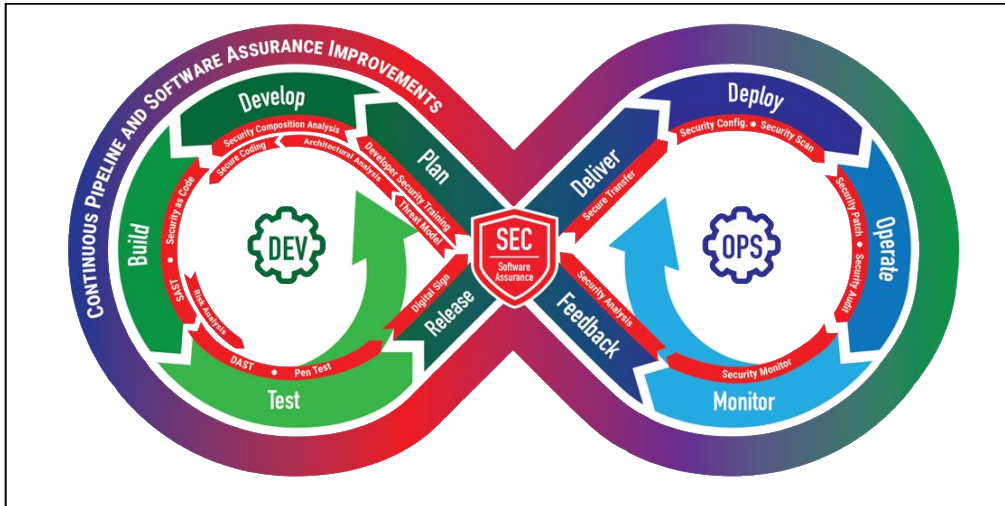 CONTINUOUS PIPELINE AND SOFTWARE ASSURANCE IMPROVEMENTS
Develop
Plan
Build
Test
Release
Deliver
Deploy
Operate
Monitor
Feedback
Security Composition Analysis
Secure Coding
Architectural Analysis
Developer Security Training
Threat Model
Security as Code
•
SAST
Risk Analysis
DAST • Pen Test
Digital Sign
DEV
SEC
Software
Assurance
OPS
Secure Transfer
Security Config. • Security Scan
Security Patch • Security Audit
Security Monitor
Security Analysis